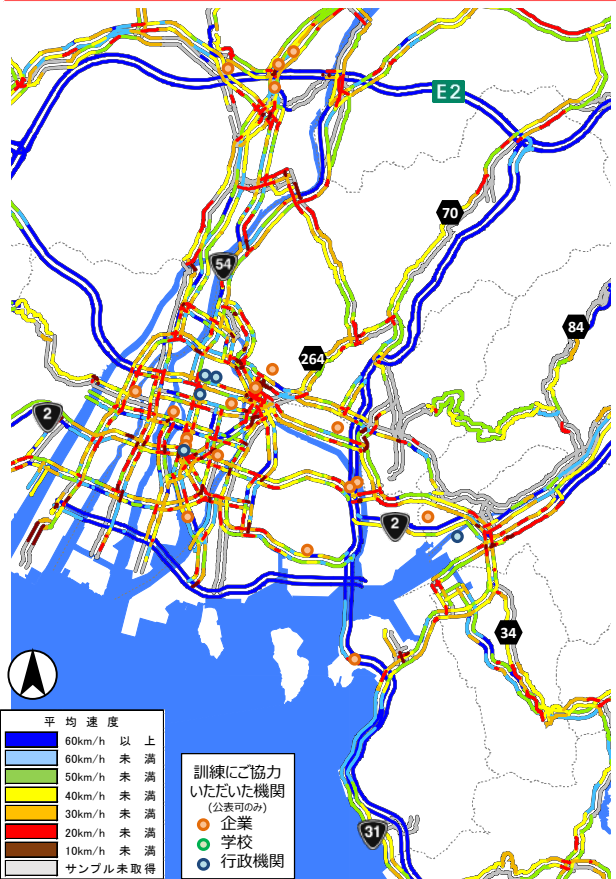 E2
70
54
84
264
2
2
34
31
平均速度
60km/h 以上
60km/h 未満
50km/h 未満
40km/h 未満
30km/h 未満
20km/h 未満
10km/h 未満
サンプル未取得
訓練にご協力
いただいた機関
(公表可のみ)
企業
学校
行政機関